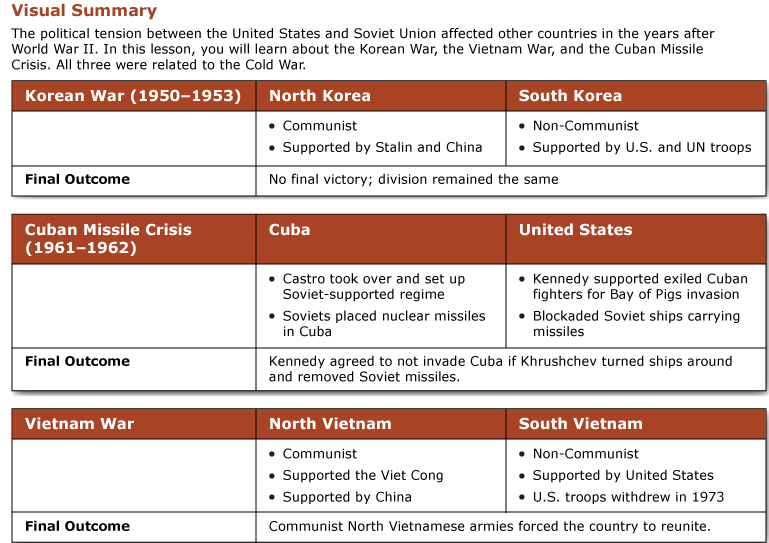 Visual Summary
The political tension between the United States and Soviet Union affected other countries in the years after
World War II. In this lesson, you will learn about the Korean War, the Vietnam War, and the Cuban Missile
Crisis. All three were related to the Cold War.
Korean War (1950–1953) North Korea South Korea
• Communist • Non-Communist
• Supported by Stalin and China • Supported by U.S. and UN troops
Final Outcome No final victory; division remained the same
Cuban Missile Crisis Cuba United States
(1961–1962)
• Castro took over and set up • Kennedy supported exiled Cuban
Soviet-supported regime fighters for Bay of Pigs invasion
• Soviets placed nuclear missiles • Blockaded Soviet ships carrying
in Cuba missiles
Final Outcome Kennedy agreed to not invade Cuba if Khrushchev turned ships around
and removed Soviet missiles.
Vietnam War North Vietnam South Vietnam
• Communist • Non-Communist
• Supported the Viet Cong • Supported by United States
• Supported by China • U.S. troops withdrew in 1973
Final Outcome Communist North Vietnamese armies forced the country to reunite.